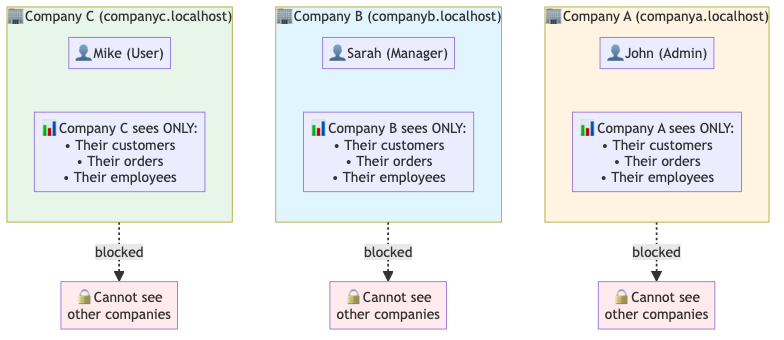 🏢Company C (companyc.localhost)
👤Mike (User)
📊Company C sees ONLY:
• Their customers
• Their orders
• Their employees
blocked
🔒Cannot see
other companies
🏢Company B (companyb.localhost)
👤Sarah (Manager)
📊Company B sees ONLY:
• Their customers
• Their orders
• Their employees
blocked
🔒Cannot see
other companies
🏢Company A (companya.localhost)
👤John (Admin)
📊Company A sees ONLY:
• Their customers
• Their orders
• Their employees
blocked
🔒Cannot see
other companies